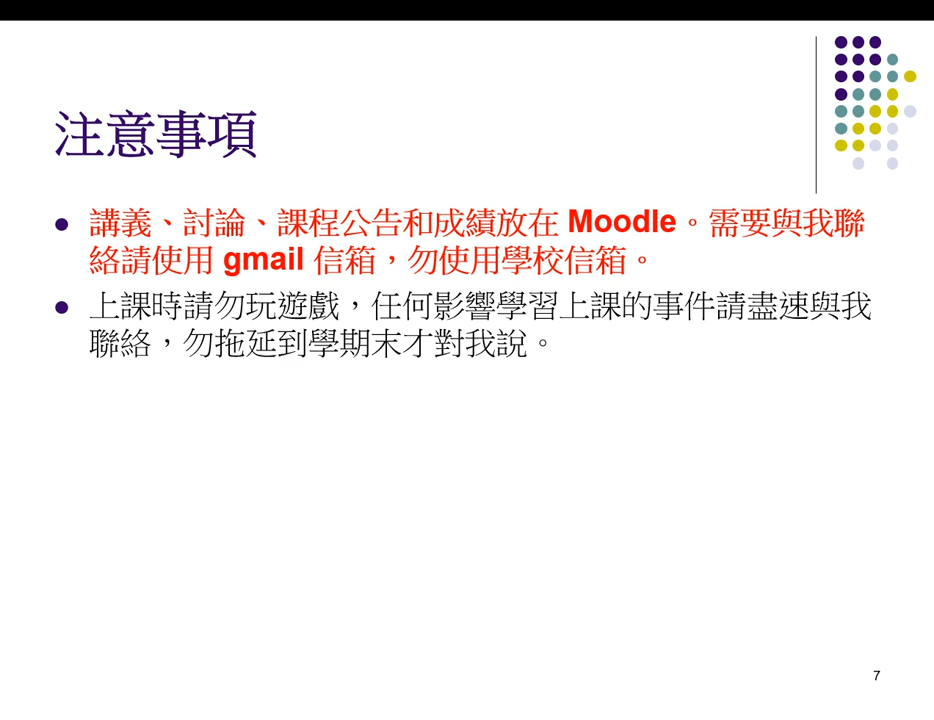 注意事項
講義、討論、課程公告和成績放在 Moodle。需要與我聯
絡請使用 gmail 信箱，勿使用學校信箱。
上課時請勿玩遊戲，任何影響學習上課的事件請盡速與我
聯絡，勿拖延到學期末才對我說。
7